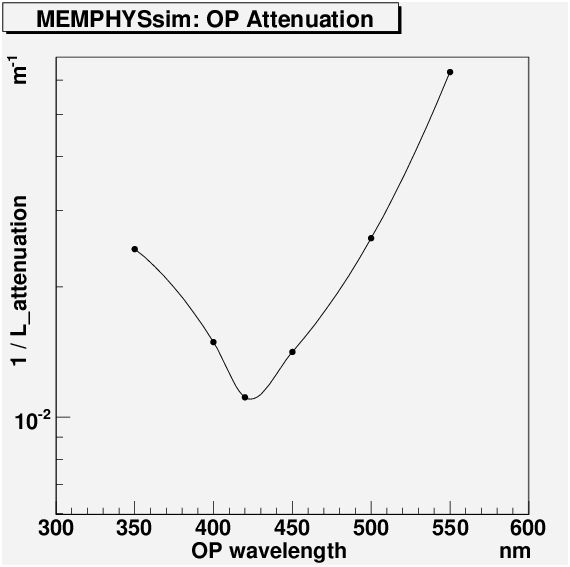 MEMPHYSsim: OP Attenuation
m⁻¹
1 / L_attenuation
10⁻²
300 350 400 450 500 550 600
OP wavelength nm